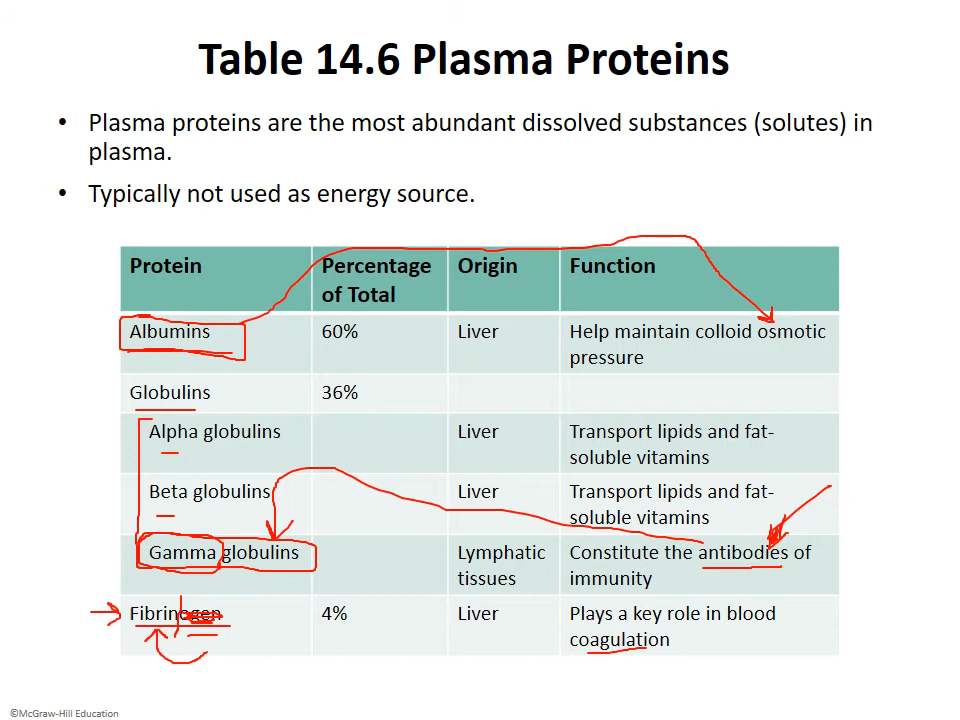 Table 14.6 Plasma Proteins
• Plasma proteins are the most abundant dissolved substances (solutes) in
plasma.
• Typically not used as energy source.
Protein Percentage of Total Origin Function
Albumins 60% Liver Help maintain colloid osmotic
pressure
Globulins 36%
Alpha globulins Liver Transport lipids and fat-
soluble vitamins
Beta globulins Liver Transport lipids and fat-
soluble vitamins
Gamma globulins Lymphatic tissues Constitute the antibodies of
immunity
Fibrinogen 4% Liver Plays a key role in blood
coagulation
©McGraw-Hill Education